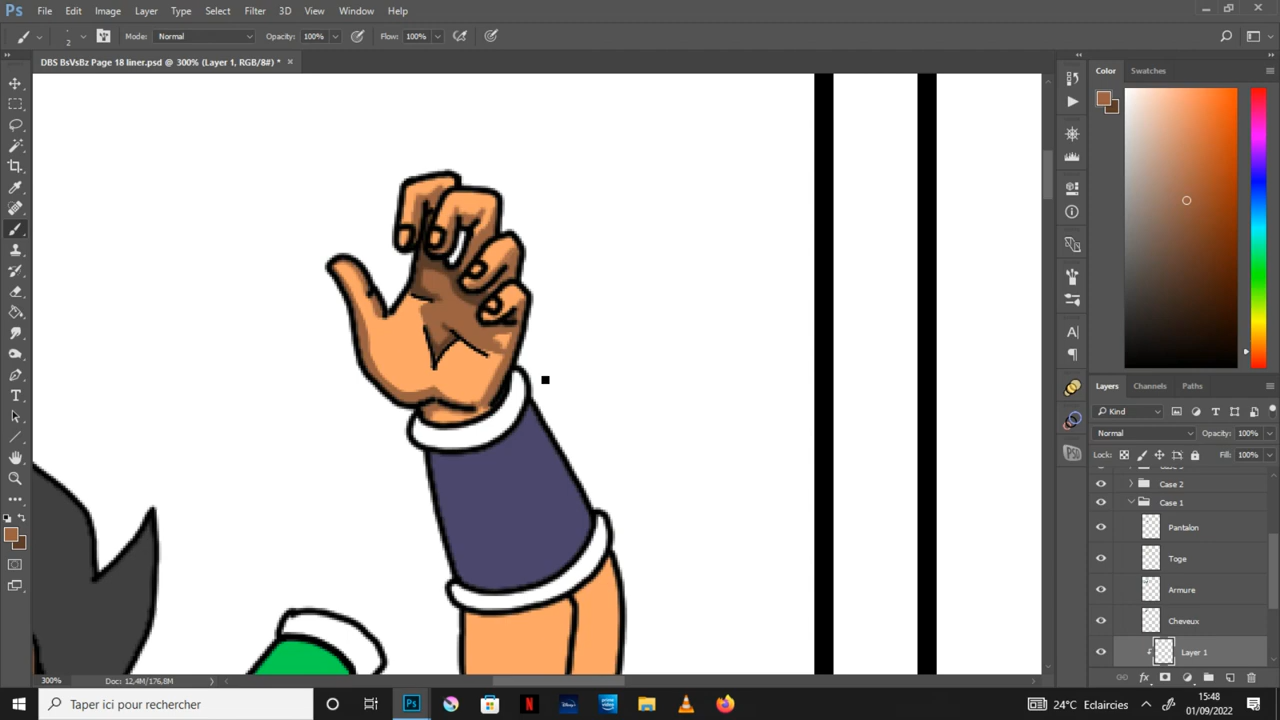 Ps File Edit Image Layer Type Select Filter 3D View Window Help
2 Mode: Normal Opacity: 100% Flow: 100%
DBS BsVsBz Page 18 liner.psd @ 300% (Layer 1, RGB/8#) *
Color Swatches
Layers Channels Paths
Kind
Normal Opacity: 100%
Lock: Fill: 100%
Case 2
Case 1
Pantalon
Toge
Armure
Cheveux
Layer 1
300% Doc: 12,4M/176,8M
Taper ici pour rechercher
24°C Eclaircies
15:48
01/09/2022